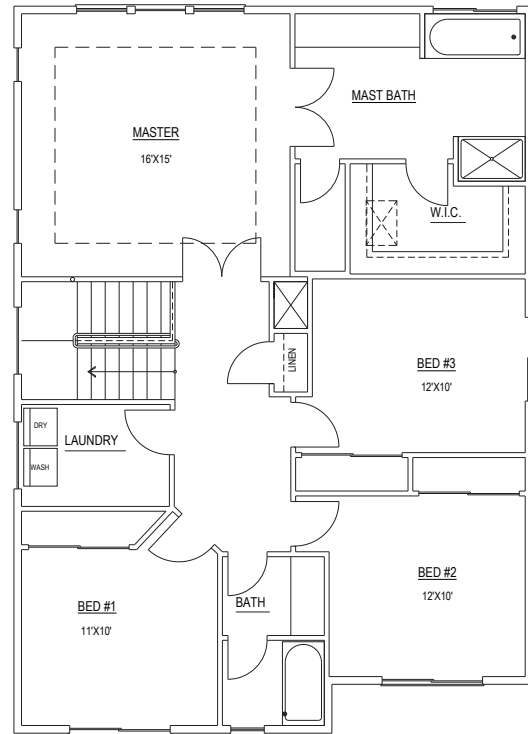 MASTER
16'X15'
MAST BATH
W.I.C.
LINEN
BED #3
12'X10'
DRY
LAUNDRY
WASH
BED #2
12'X10'
BED #1
11'X10'
BATH